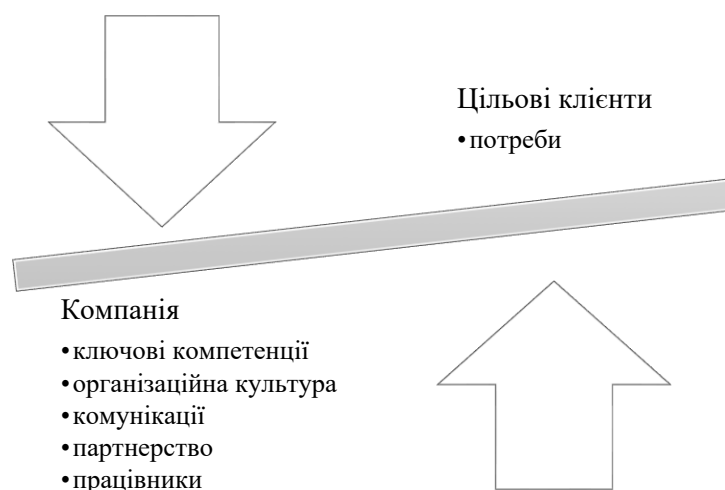 Цільові клієнти
•потреби
Компанія
•ключові компетенції
•організаційна культура
•комунікації
•партнерство
•працівники